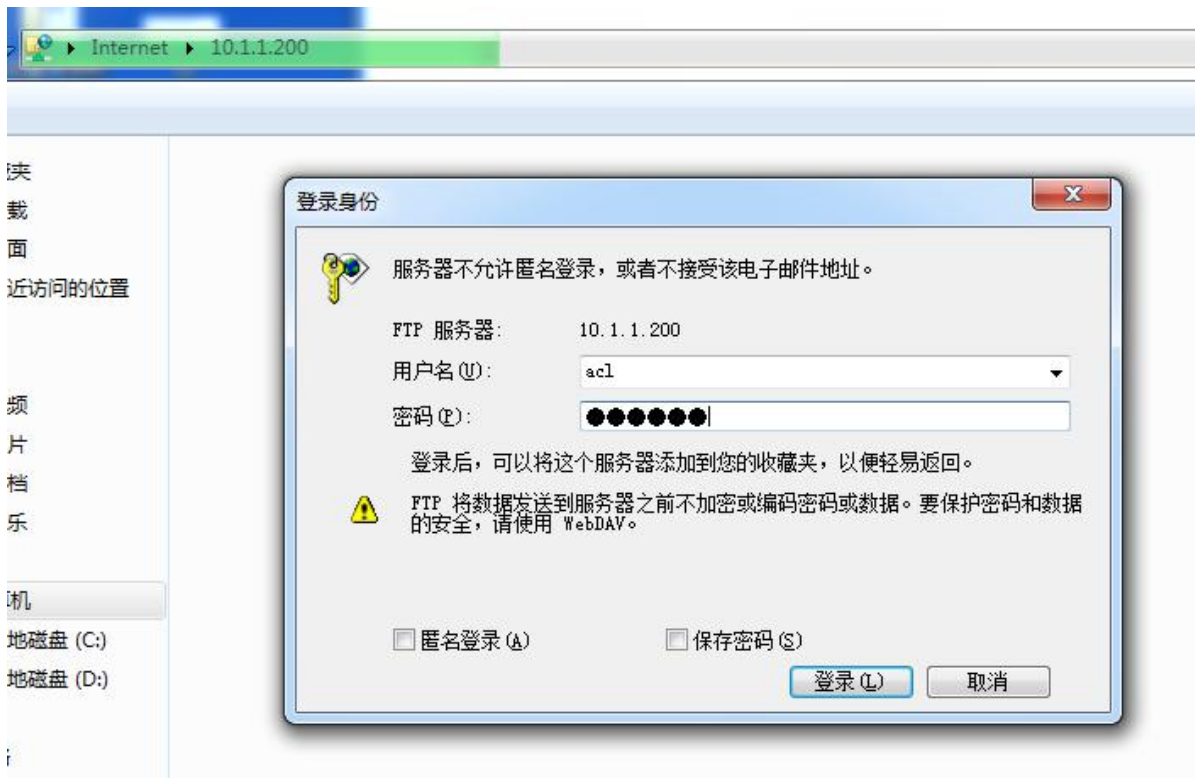 Internet ▸ 10.1.1.200
夹
载
面
近访问的位置
频
片
档
乐
机
地磁盘 (C:)
地磁盘 (D:)
登录身份
服务器不允许匿名登录，或者不接受该电子邮件地址。
FTP 服务器: 10.1.1.200
用户名(U): acl
密码(P): ●●●●●●
登录后，可以将这个服务器添加到您的收藏夹，以便轻易返回。
FTP 将数据发送到服务器之前不加密或编码密码或数据。要保护密码和数据
的安全，请使用 WebDAV。
匿名登录(A) 保存密码(S)
登录(L) 取消